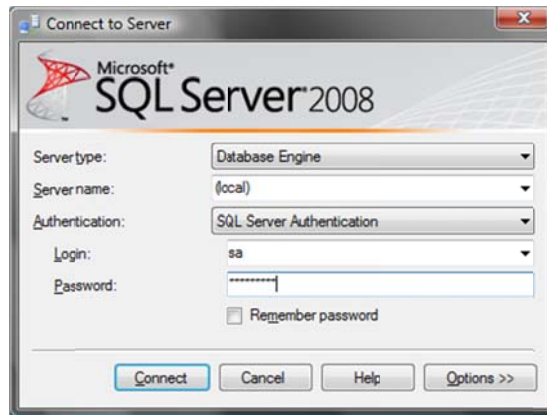 Connect to Server
Microsoft®
SQL Server® 2008
Server type:
Database Engine
Server name:
(local)
Authentication:
SQL Server Authentication
Login:
sa
Password:
*********
Remember password
Connect
Cancel
Help
Options >>